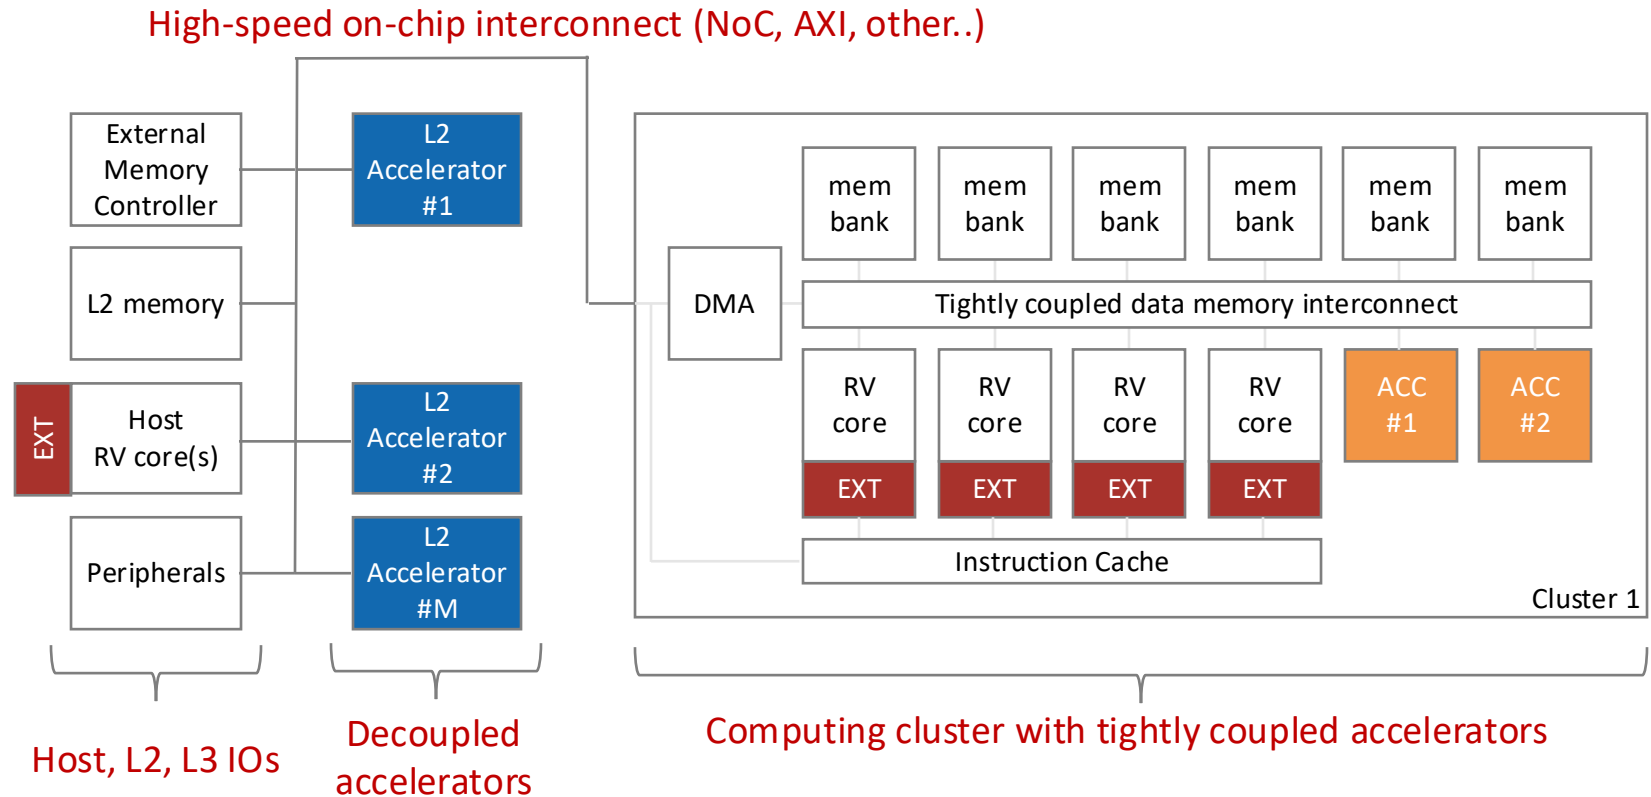 High-speed on-chip interconnect (NoC, AXI, other..)
External
Memory
Controller
L2 memory
EXT
Host
RV core(s)
Peripherals
L2
Accelerator
#1
L2
Accelerator
#2
L2
Accelerator
#M
mem
bank
mem
bank
mem
bank
mem
bank
mem
bank
mem
bank
DMA
Tightly coupled data memory interconnect
RV
core
RV
core
RV
core
RV
core
ACC
#1
ACC
#2
EXT
EXT
EXT
EXT
Instruction Cache
Cluster 1
Host, L2, L3 IOs
Decoupled
accelerators
Computing cluster with tightly coupled accelerators